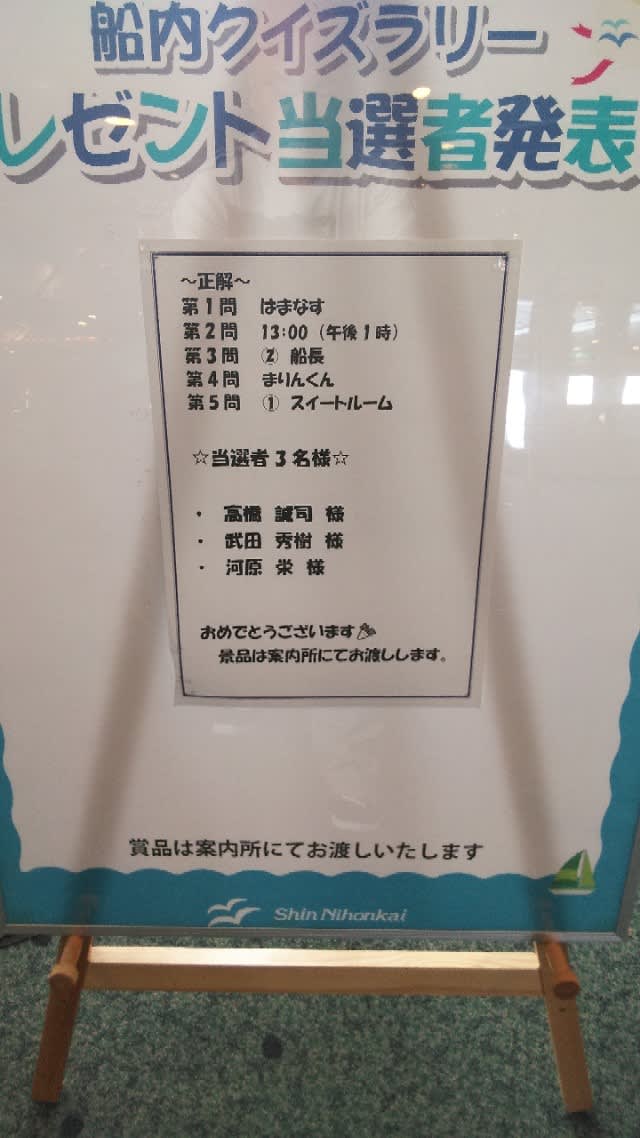 船内クイズラリー
レゼント当選者発表
～正解～
第1問 はまなす
第2問 13:00（午後1時）
第3問 ② 船長
第4問 まりんくん
第5問 ① スイートルーム
☆当選者3名様☆
・ 高橋 誠司 様
・ 武田 秀樹 様
・ 河原 栄 様
おめでとうございます
景品は案内所にてお渡しします。
賞品は案内所にてお渡しいたします
Shin Nihonkai